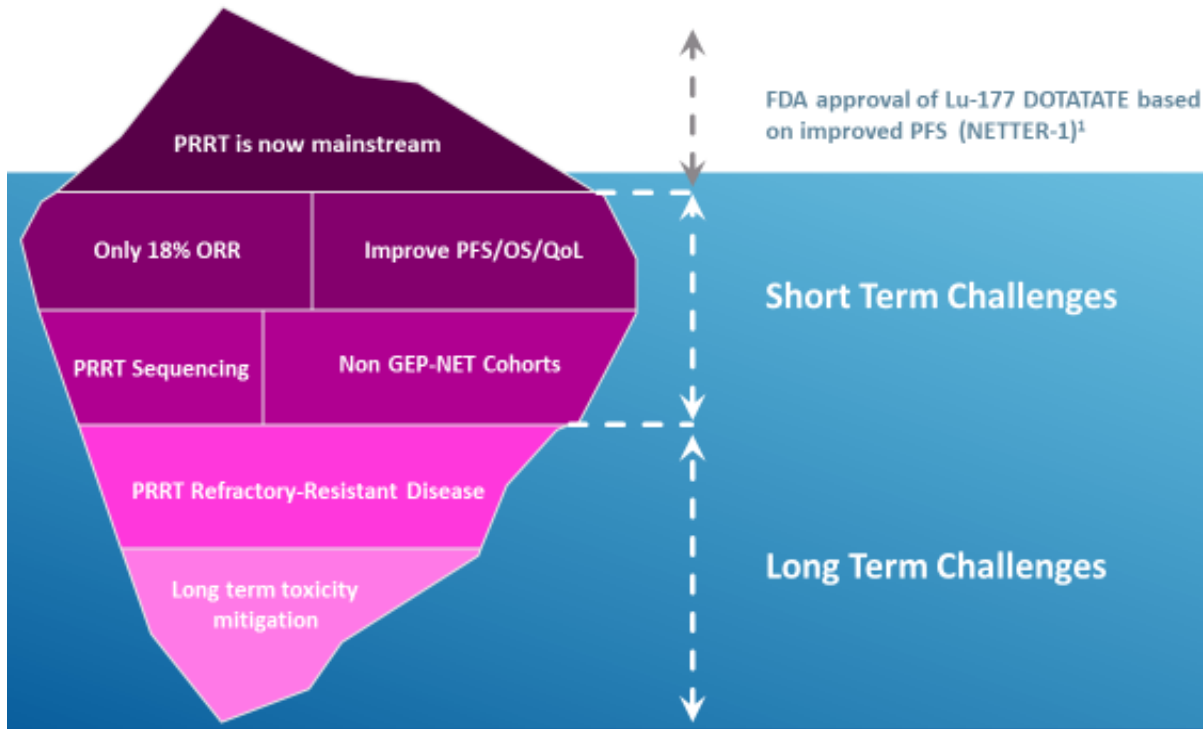 PRRT is now mainstream
FDA approval of Lu-177 DOTATATE based
on improved PFS (NETTER-1)¹
Only 18% ORR
Improve PFS/OS/QoL
Short Term Challenges
PRRT Sequencing
Non GEP-NET Cohorts
PRRT Refractory-Resistant Disease
Long Term Challenges
Long term toxicity
mitigation